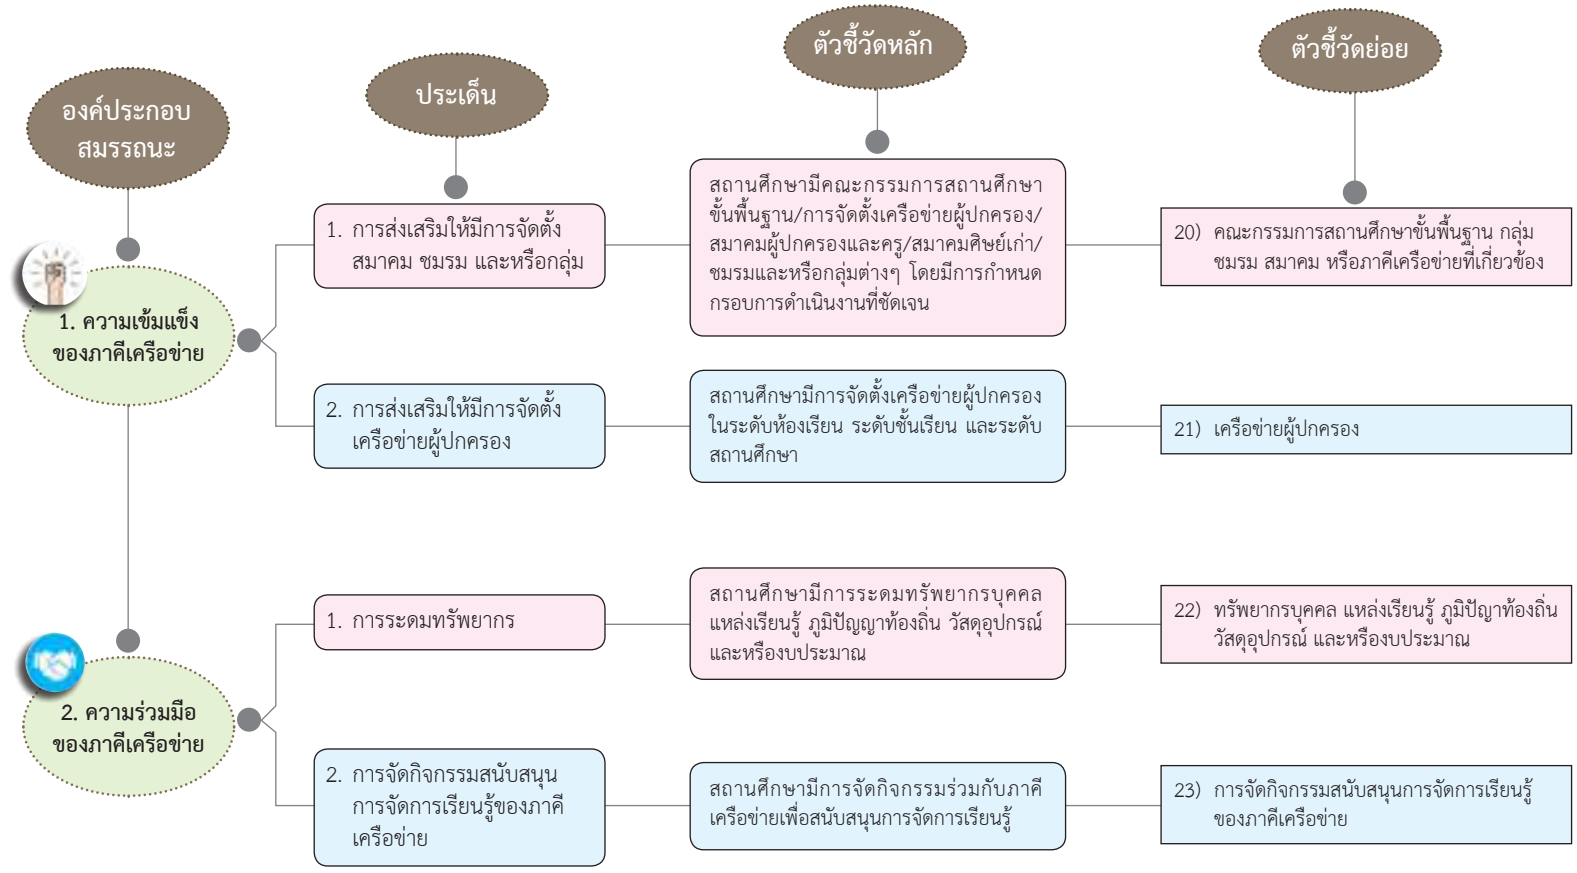 องค์ประกอบ
สมรรถนะ
ประเด็น
ตัวชี้วัดหลัก
ตัวชี้วัดย่อย
1. ความเข้มแข็ง
ของภาคีเครือข่าย
1. การส่งเสริมให้มีการจัดตั้ง
สมาคม ชมรม และหรือกลุ่ม
สถานศึกษามีคณะกรรมการสถานศึกษา
ขั้นพื้นฐาน/การจัดตั้งเครือข่ายผู้ปกครอง/
สมาคมผู้ปกครองและครู/สมาคมศิษย์เก่า/
ชมรมและหรือกลุ่มต่างๆ โดยมีการกำหนด
กรอบการดำเนินงานที่ชัดเจน
20) คณะกรรมการสถานศึกษาขั้นพื้นฐาน กลุ่ม
ชมรม สมาคม หรือภาคีเครือข่ายที่เกี่ยวข้อง
2. การส่งเสริมให้มีการจัดตั้ง
เครือข่ายผู้ปกครอง
สถานศึกษามีการจัดตั้งเครือข่ายผู้ปกครอง
ในระดับห้องเรียน ระดับชั้นเรียน และระดับ
สถานศึกษา
21) เครือข่ายผู้ปกครอง
2. ความร่วมมือ
ของภาคีเครือข่าย
1. การระดมทรัพยากร
สถานศึกษามีการระดมทรัพยากรบุคคล
แหล่งเรียนรู้ ภูมิปัญญาท้องถิ่น วัสดุอุปกรณ์
และหรืองบประมาณ
22) ทรัพยากรบุคคล แหล่งเรียนรู้ ภูมิปัญาท้องถิ่น
วัสดุอุปกรณ์ และหรืองบประมาณ
2. การจัดกิจกรรมสนับสนุน
การจัดการเรียนรู้ของภาคี
เครือข่าย
สถานศึกษามีการจัดกิจกรรมร่วมกับภาคี
เครือข่ายเพื่อสนับสนุนการจัดการเรียนรู้
23) การจัดกิจกรรมสนับสนุนการจัดการเรียนรู้
ของภาคีเครือข่าย